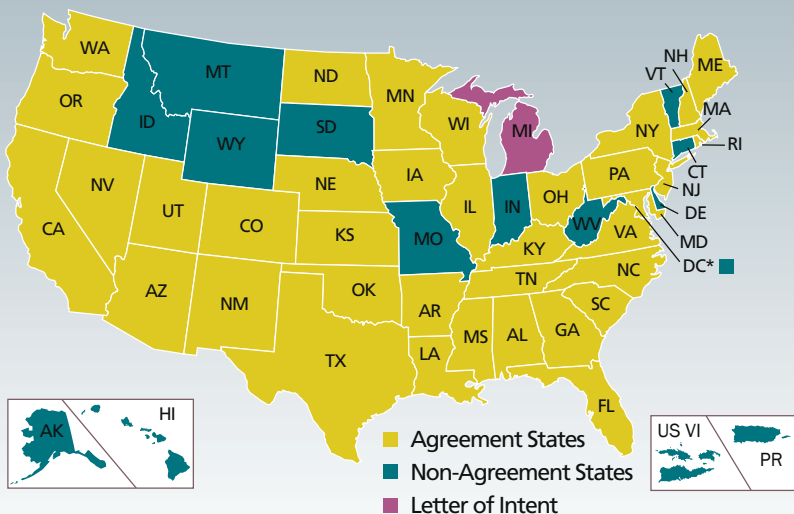 WA
MT
ND
MN
NH
VT
ME
OR
ID
WY
SD
WI
MI
NY
MA
RI
CT
NV
UT
CO
NE
IA
IL
IN
OH
PA
NJ
DE
MD
DC*
CA
KS
MO
KY
WV
VA
AZ
NM
OK
AR
TN
NC
SC
TX
LA
MS
AL
GA
FL
AK
HI
US VI
PR
Agreement States
Non-Agreement States
Letter of Intent